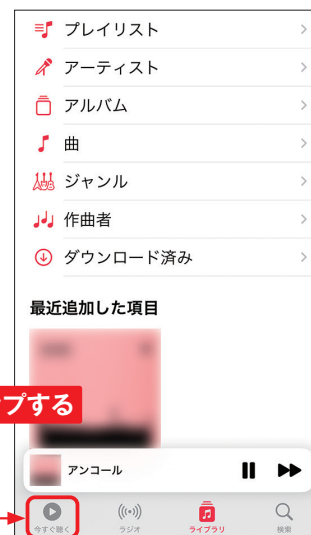 プレイリスト
アーティスト
アルバム
曲
ジャンル
作曲者
ダウンロード済み
最近追加した項目
プする
アンコール
今すぐ聴く
ラジオ
ライブラリ
検索